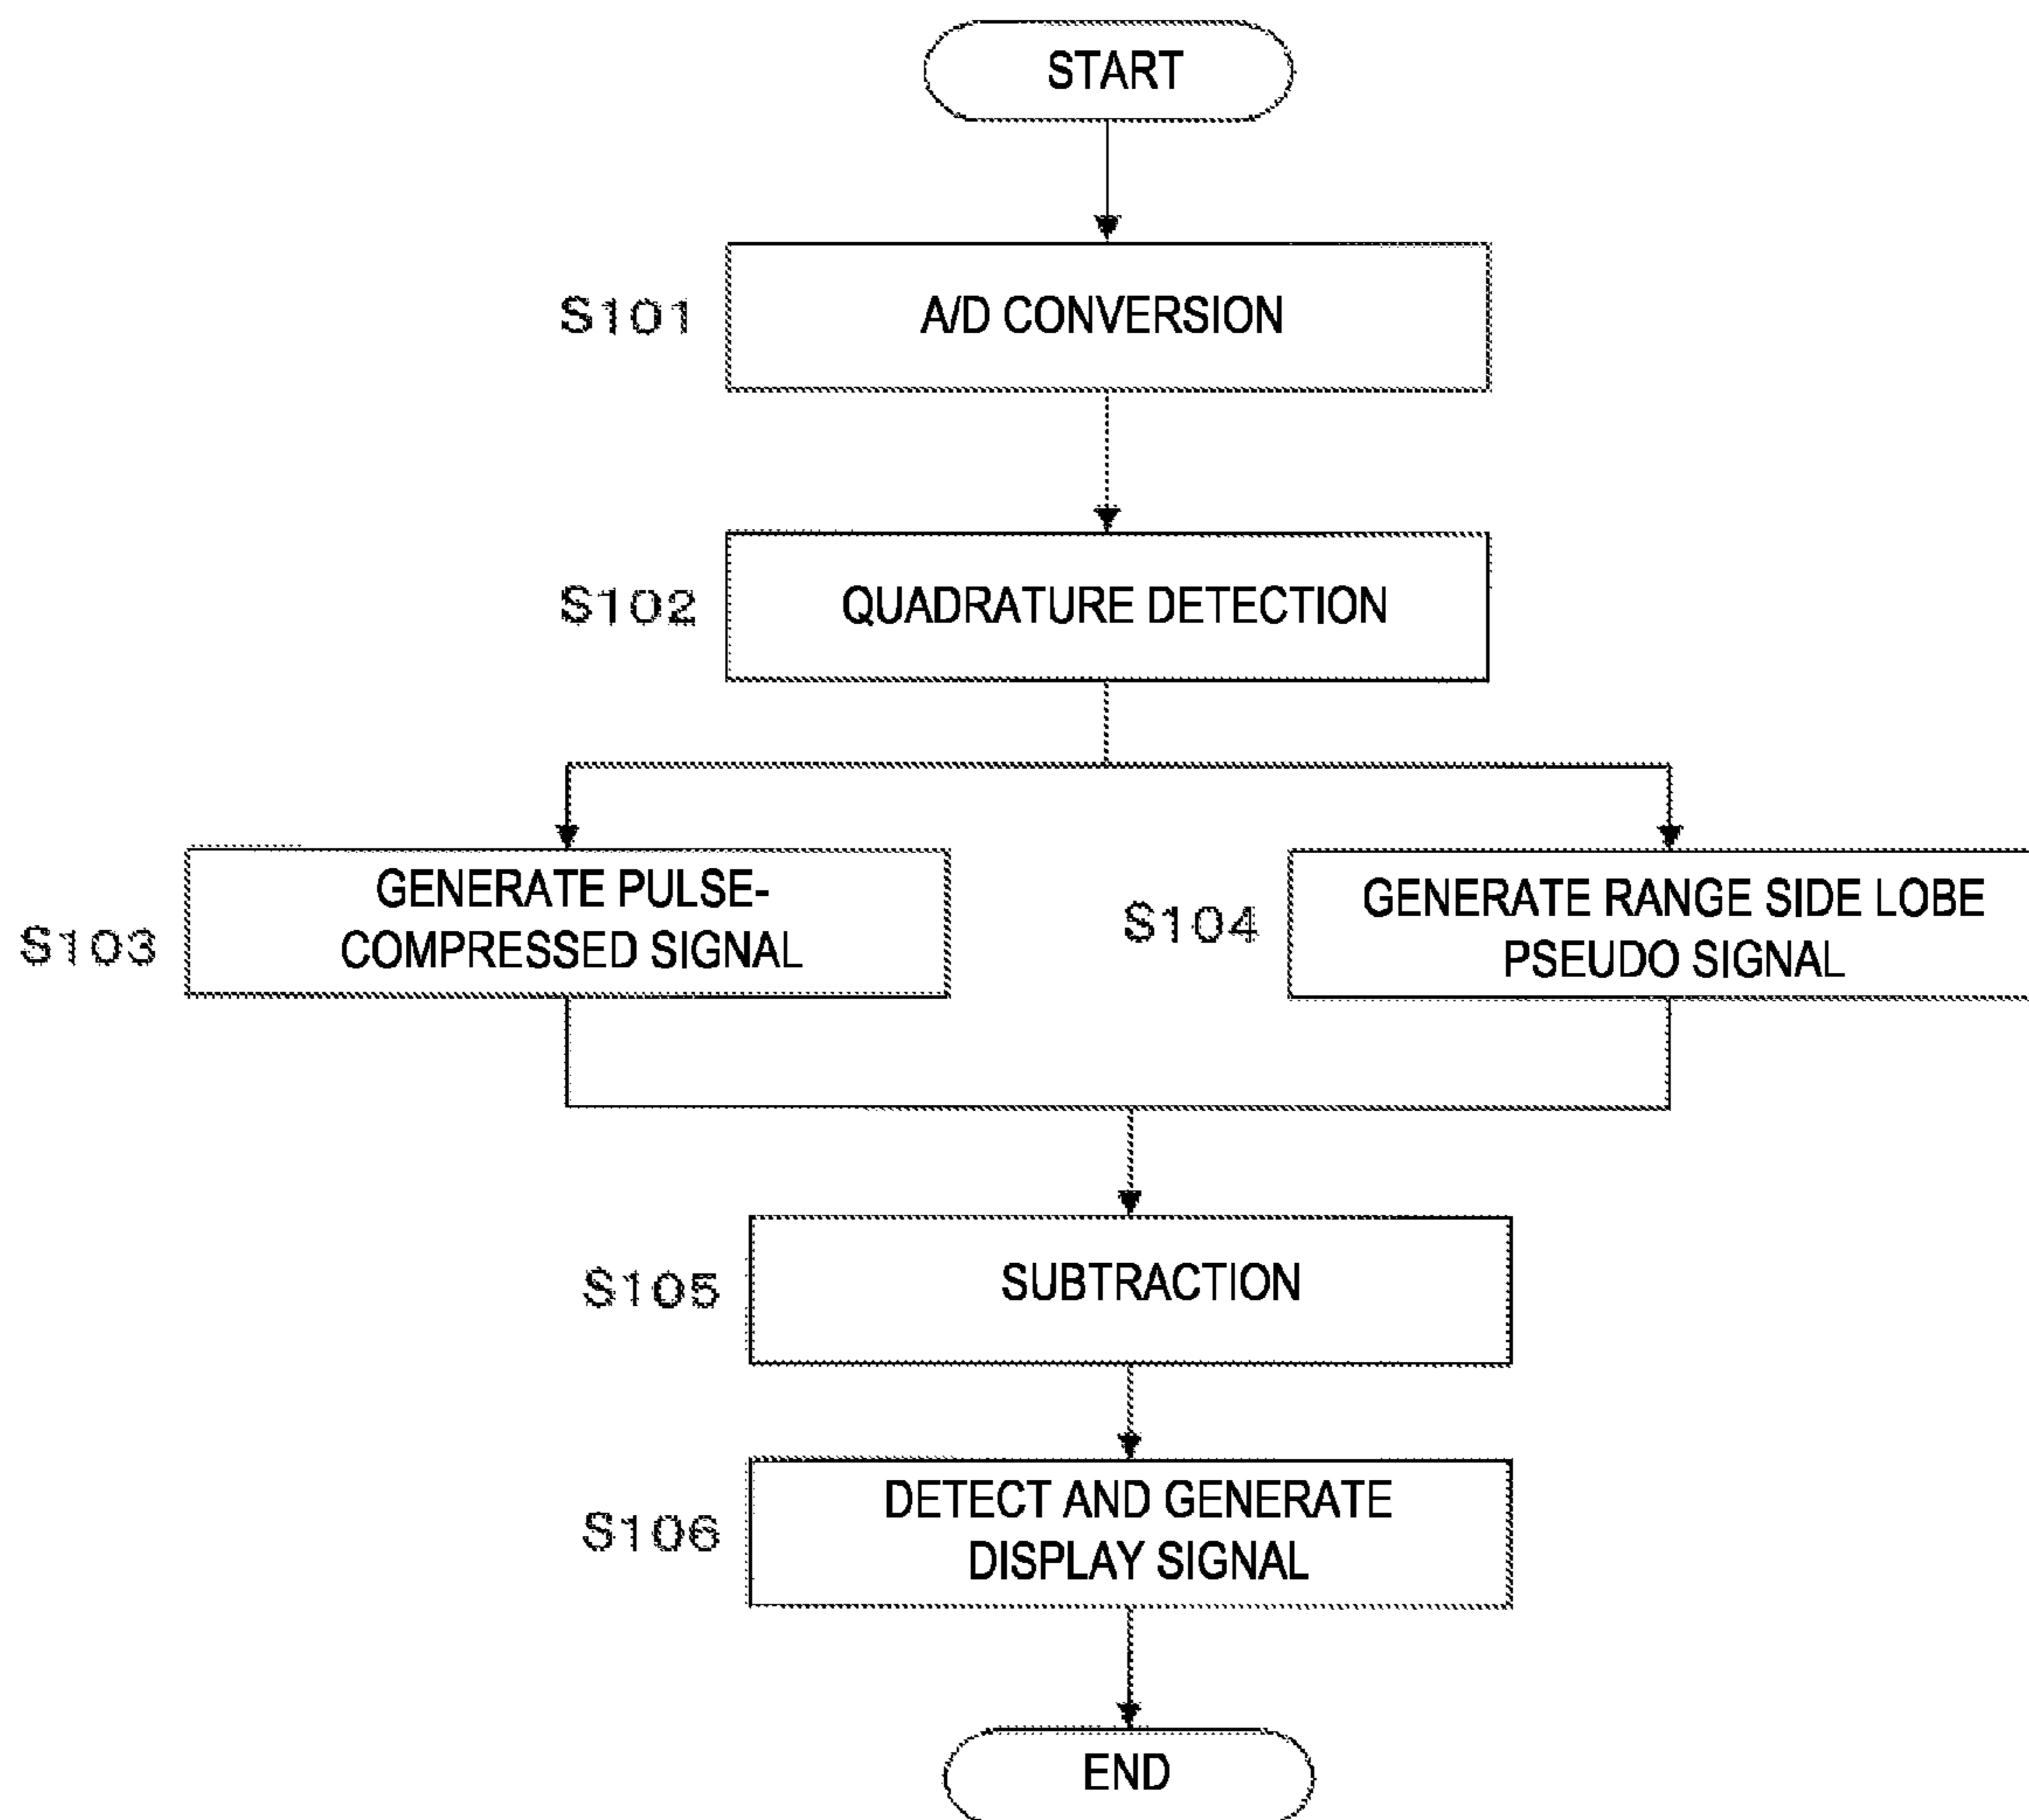 START
S101
A/D CONVERSION
S102
QUADRATURE DETECTION
S103
GENERATE PULSE-
COMPRESSED SIGNAL
S104
GENERATE RANGE SIDE LOBE
PSEUDO SIGNAL
S105
SUBTRACTION
S106
DETECT AND GENERATE
DISPLAY SIGNAL
END